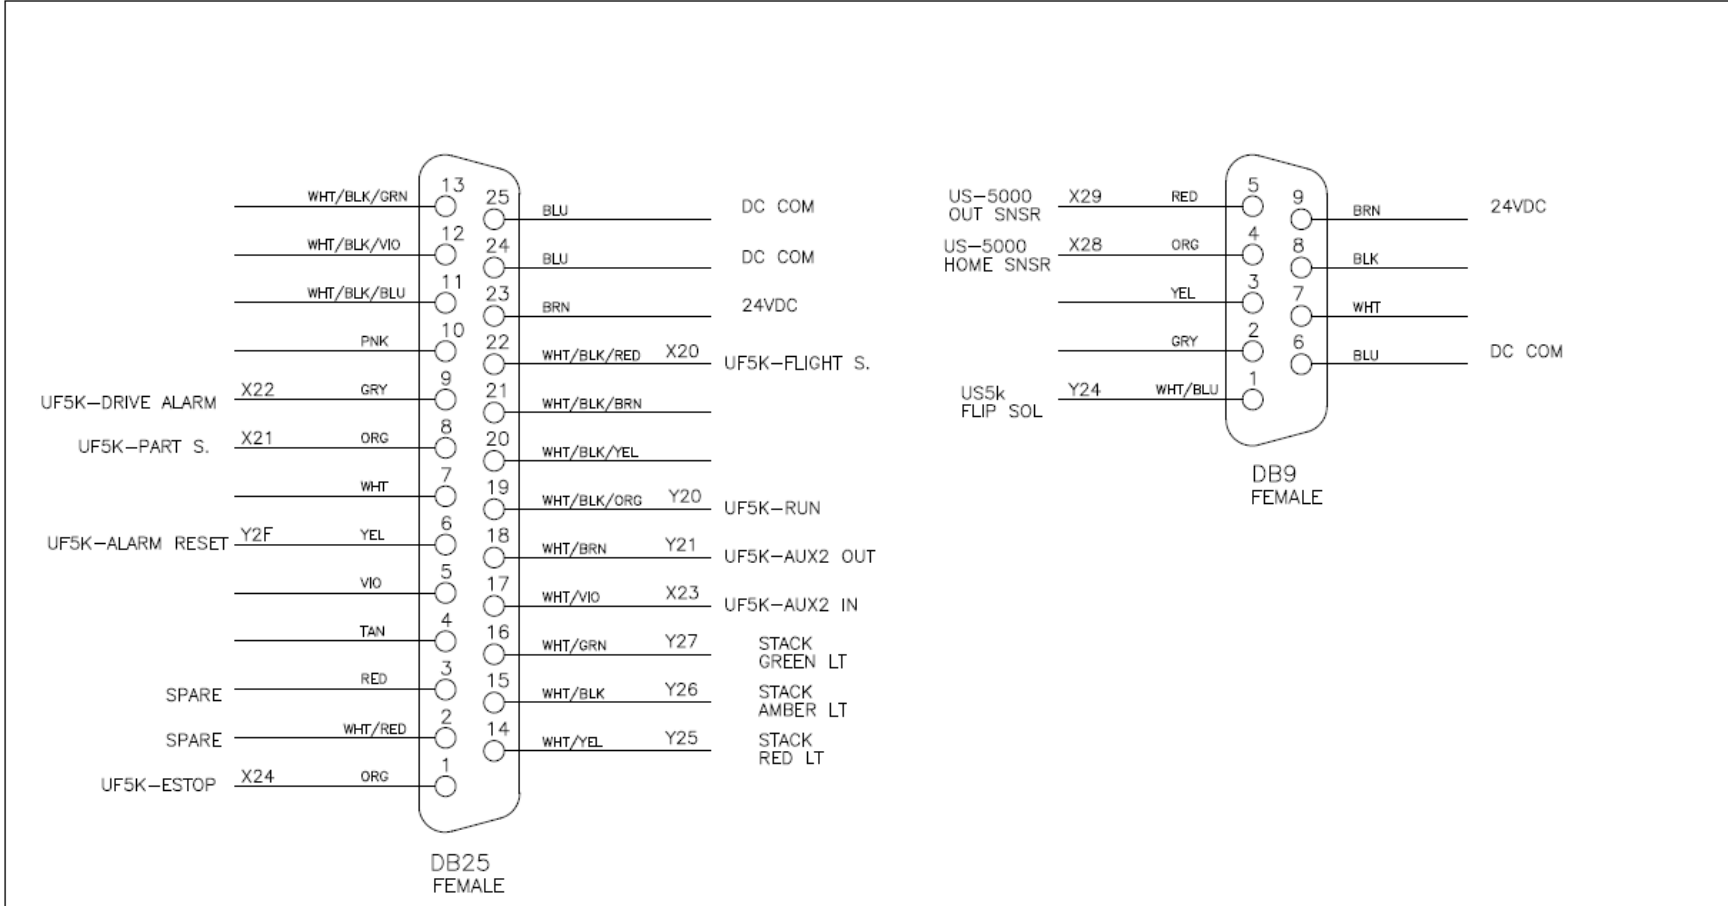 WHT/BLK/GRN 13
25 BLU DC COM
WHT/BLK/VIO 12
24 BLU DC COM
WHT/BLK/BLU 11
23 BRN 24VDC
PNK 10
22 WHT/BLK/RED X20 UF5K-FLIGHT S.
UF5K-DRIVE ALARM X22 GRY 9
21 WHT/BLK/BRN
UF5K-PART S. X21 ORG 8
20 WHT/BLK/YEL
WHT 7
19 WHT/BLK/ORG Y20 UF5K-RUN
UF5K-ALARM RESET Y2F YEL 6
18 WHT/BRN Y21 UF5K-AUX2 OUT
VIO 5
17 WHT/VIO X23 UF5K-AUX2 IN
TAN 4
16 WHT/GRN Y27 STACK
GREEN LT
SPARE RED 3
15 WHT/BLK Y26 STACK
AMBER LT
SPARE WHT/RED 2
14 WHT/YEL Y25 STACK
RED LT
UF5K-ESTOP X24 ORG 1
DB25
FEMALE
US-5000 X29 RED 5
OUT SNSR
9 BRN 24VDC
US-5000 X28 ORG 4
HOME SNSR
8 BLK
YEL 3
7 WHT
GRY 2
6 BLU DC COM
US5k Y24 WHT/BLU 1
FLIP SOL
DB9
FEMALE